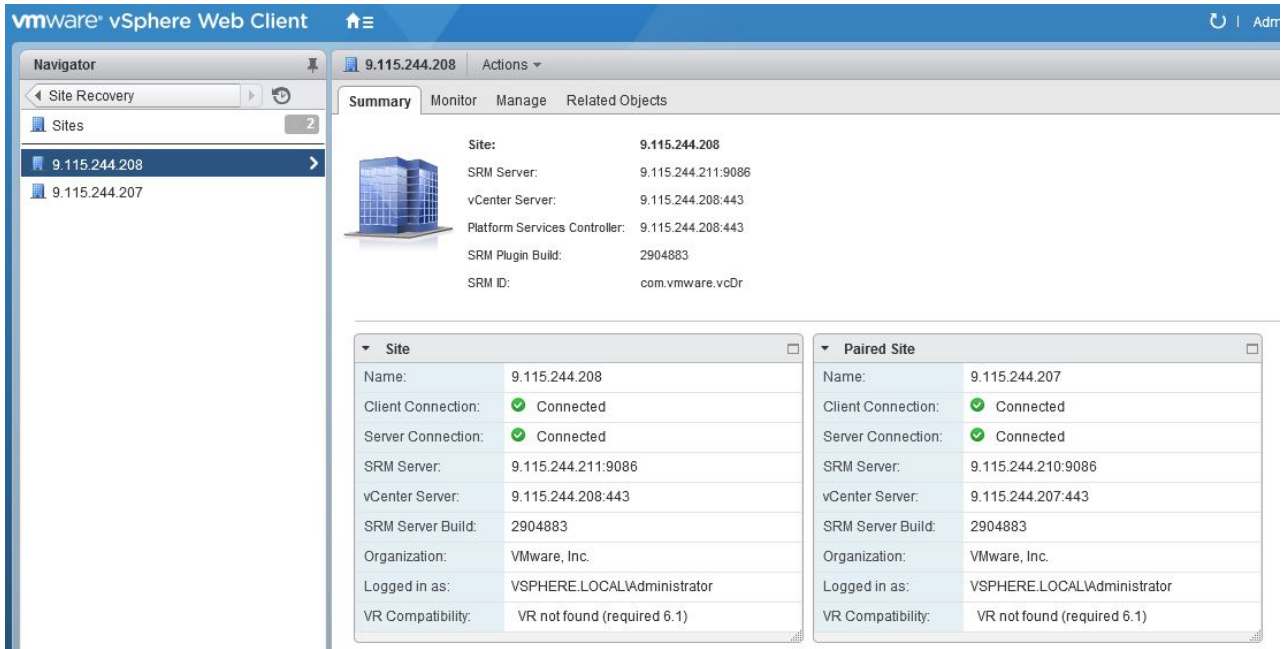 vmware® vSphere Web Client
Adm
Navigator
Site Recovery
Sites 2
9.115.244.208
9.115.244.207
9.115.244.208 Actions
Summary Monitor Manage Related Objects
Site: 9.115.244.208
SRM Server: 9.115.244.211:9086
vCenter Server: 9.115.244.208:443
Platform Services Controller: 9.115.244.208:443
SRM Plugin Build: 2904883
SRM ID: com.vmware.vcDr
Site
Name: 9.115.244.208
Client Connection: Connected
Server Connection: Connected
SRM Server: 9.115.244.211:9086
vCenter Server: 9.115.244.208:443
SRM Server Build: 2904883
Organization: VMware, Inc.
Logged in as: VSPHERE.LOCAL\Administrator
VR Compatibility: VR not found (required 6.1)
Paired Site
Name: 9.115.244.207
Client Connection: Connected
Server Connection: Connected
SRM Server: 9.115.244.210:9086
vCenter Server: 9.115.244.207:443
SRM Server Build: 2904883
Organization: VMware, Inc.
Logged in as: VSPHERE.LOCAL\Administrator
VR Compatibility: VR not found (required 6.1)